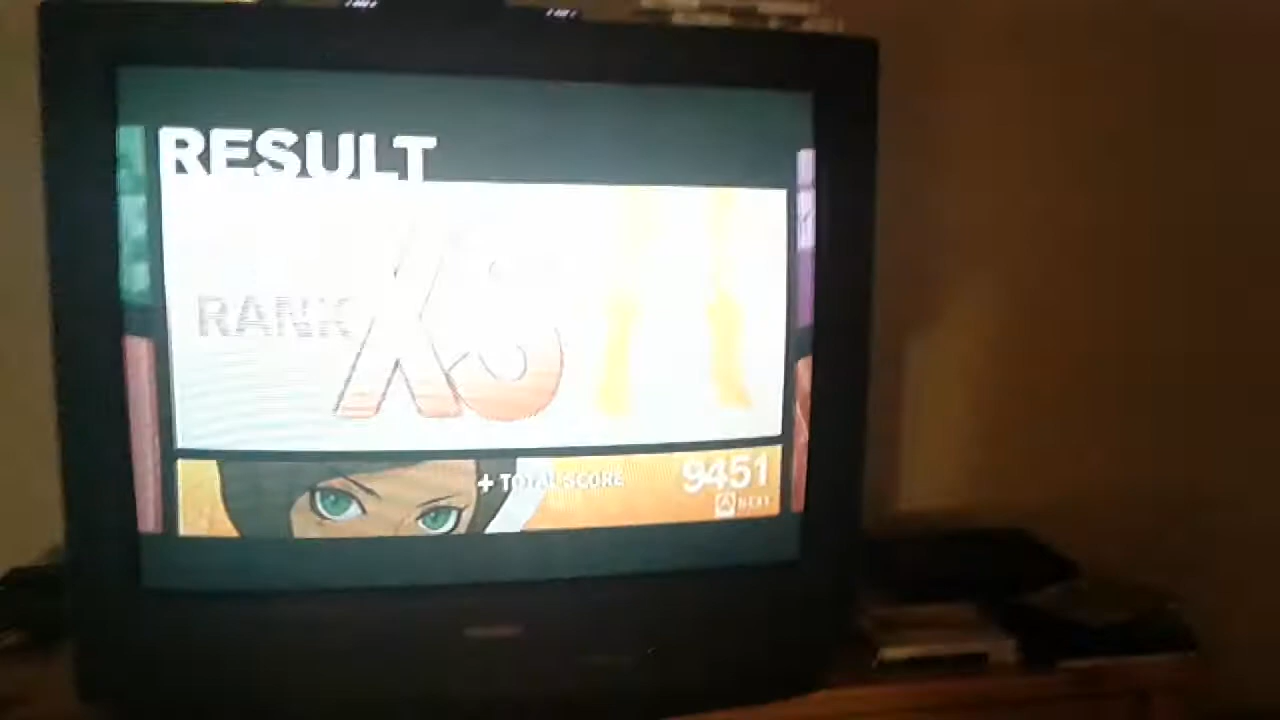 RESULT
RANK XS
+ TOTAL SCORE 9451
A NEXT